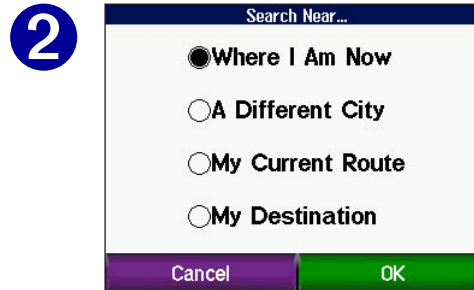 2
Search Near...
Where I Am Now
A Different City
My Current Route
My Destination
Cancel OK